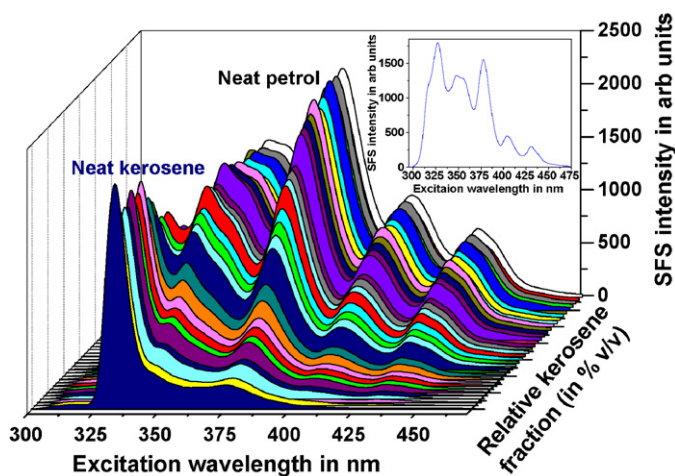 2500
2000
1500
1000
500
0
SFS intensity in arb units
Neat petrol
Neat kerosene
SFS intensity in arb units
1500
1000
500
0
300 325 350 375 400 425 450 475
Excitaion wavelength in nm
300 325 350 375 400 425 450
Excitation wavelength in nm
Relative kerosene
fraction (in % v/v)